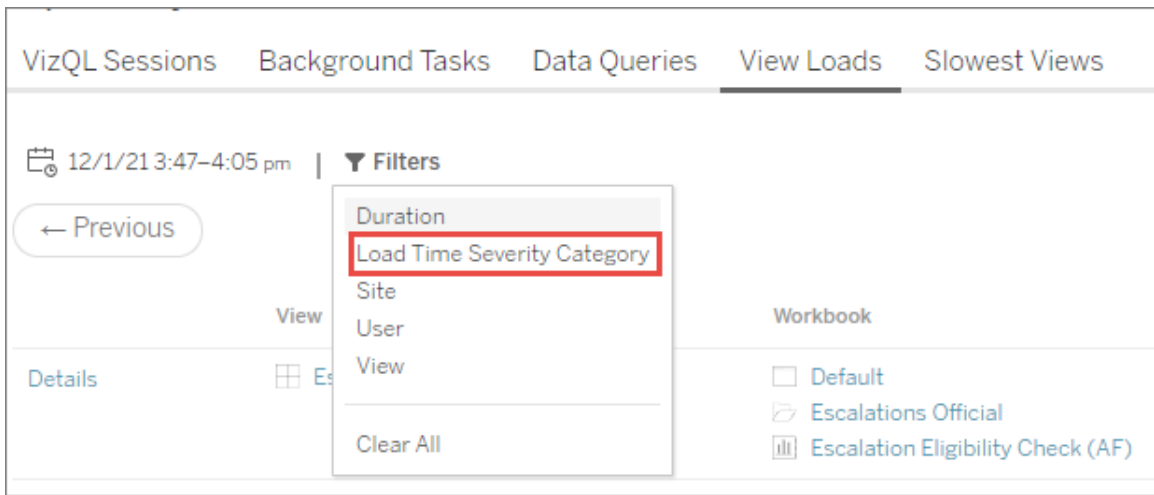 VizQL Sessions Background Tasks Data Queries View Loads Slowest Views
12/1/21 3:47–4:05 pm | Filters
← Previous
Duration
Load Time Severity Category
Site
User
View
Clear All
View Workbook
Details Es Default
Escalations Official
Escalation Eligibility Check (AF)